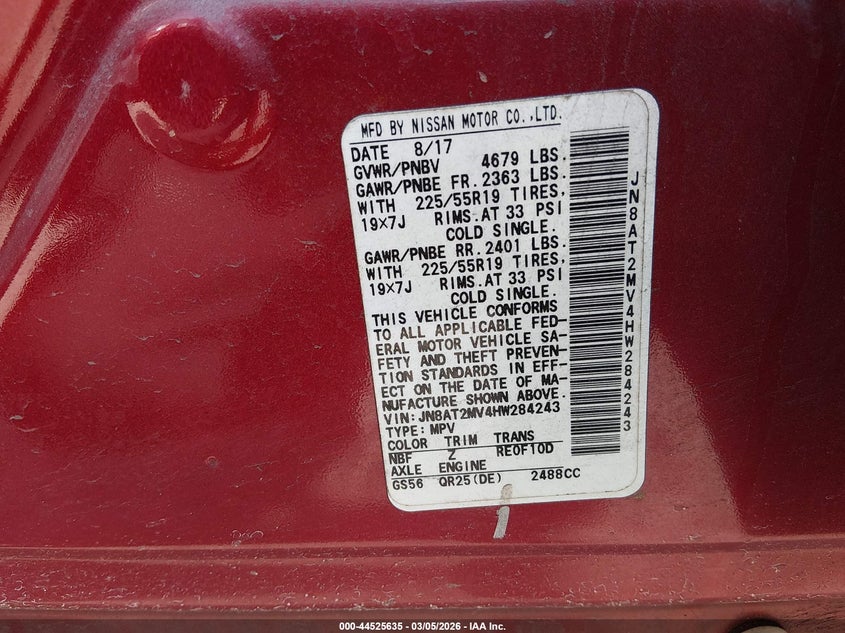 MFD BY NISSAN MOTOR CO.,LTD.
DATE 8/17
GVWR/PNBV 4679 LBS.
GAWR/PNBE FR.2363 LBS.
WITH 225/55R19 TIRES,
19×7J RIMS.AT 33 PSI
COLD SINGLE.
GAWR/PNBE RR.2401 LBS.
WITH 225/55R19 TIRES,
19×7J RIMS.AT 33 PSI
COLD SINGLE.
THIS VEHICLE CONFORMS
TO ALL APPLICABLE FED-
ERAL MOTOR VEHICLE SA-
FETY AND THEFT PREVEN-
TION STANDARDS IN EFF-
ECT ON THE DATE OF MA-
NUFACTURE SHOWN ABOVE.
VIN:JN8AT2MV4HW284243
TYPE:MPV
COLOR TRIM TRANS
NBF Z RE0F10D
AXLE ENGINE
GS56 QR25(DE) 2488CC
JN8AT2MV4HW284243
000-44525635 - 03/05/2026 - IAA Inc.